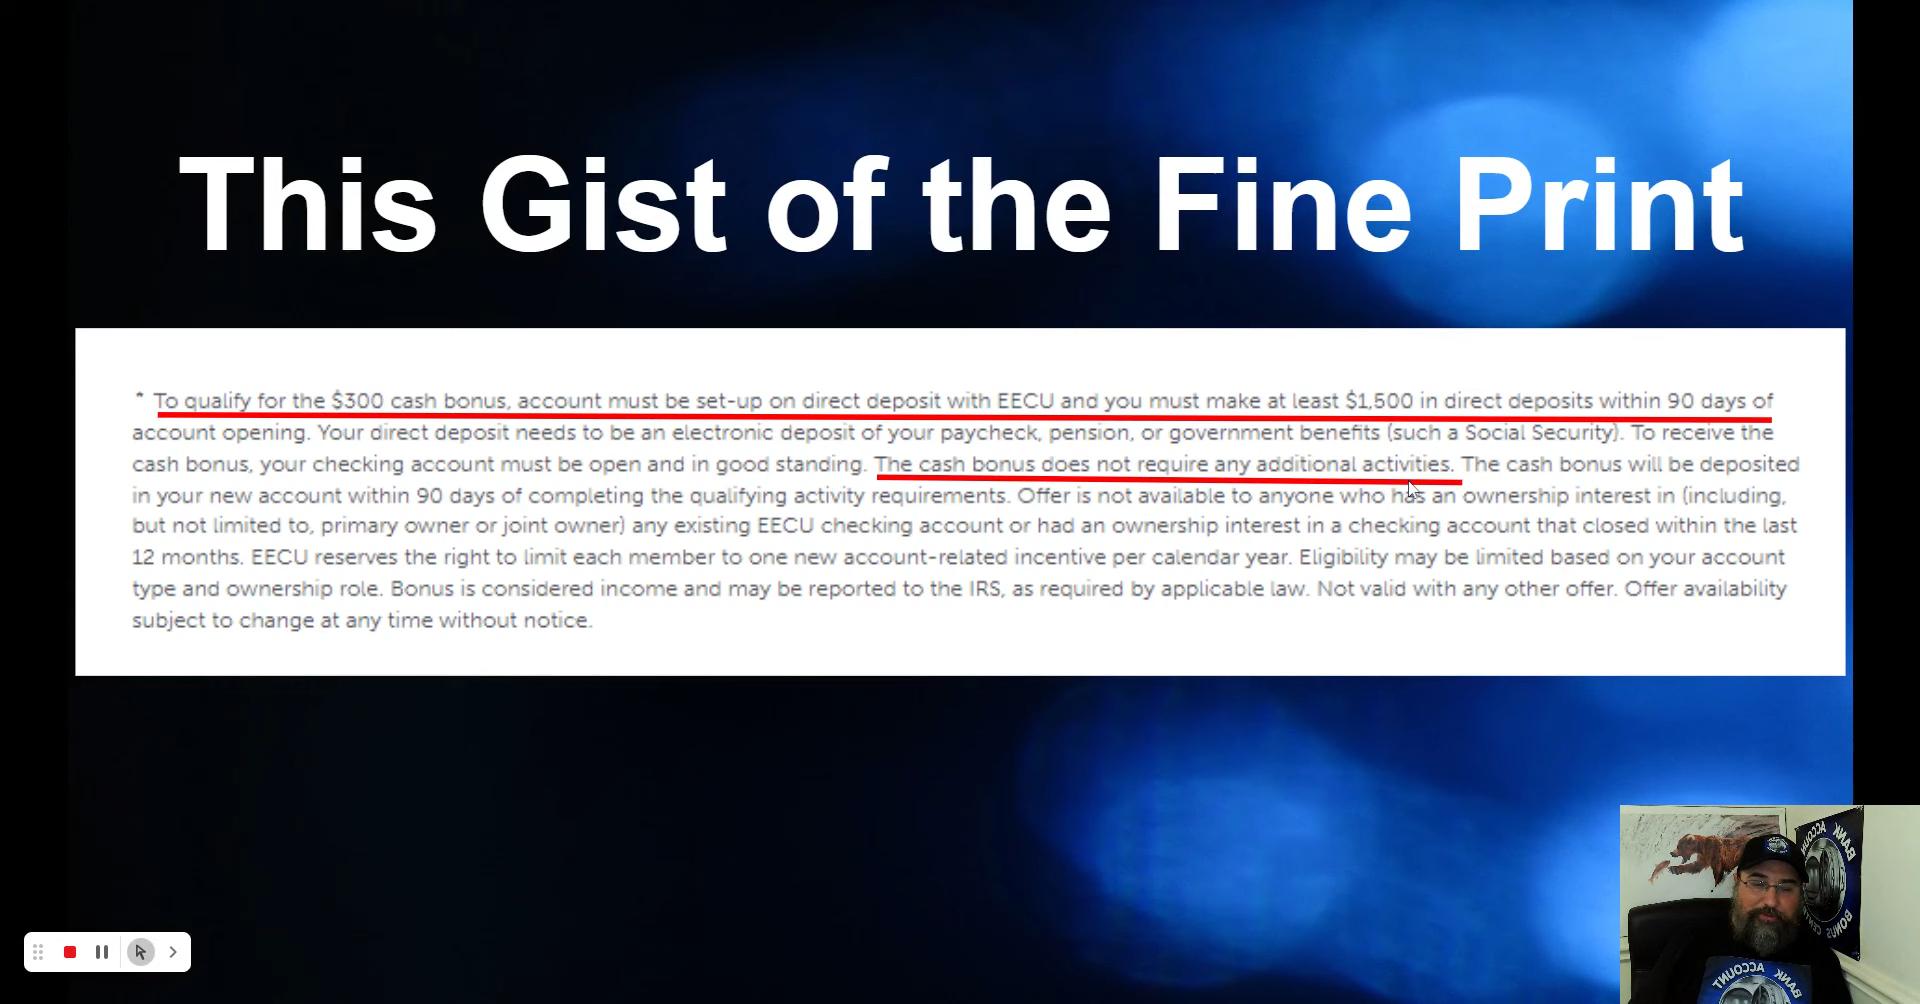 This Gist of the Fine Print
* To qualify for the $300 cash bonus, account must be set-up on direct deposit with EECU and you must make at least $1,500 in direct deposits within 90 days of
account opening. Your direct deposit needs to be an electronic deposit of your paycheck, pension, or government benefits (such a Social Security). To receive the
cash bonus, your checking account must be open and in good standing. The cash bonus does not require any additional activities. The cash bonus will be deposited
in your new account within 90 days of completing the qualifying activity requirements. Offer is not available to anyone who has an ownership interest in (including,
but not limited to, primary owner or joint owner) any existing EECU checking account or had an ownership interest in a checking account that closed within the last
12 months. EECU reserves the right to limit each member to one new account-related incentive per calendar year. Eligibility may be limited based on your account
type and ownership role. Bonus is considered income and may be reported to the IRS, as required by applicable law. Not valid with any other offer. Offer availability
subject to change at any time without notice.
BANK ACCOUNT
BONUS
BANK ACCOUNT